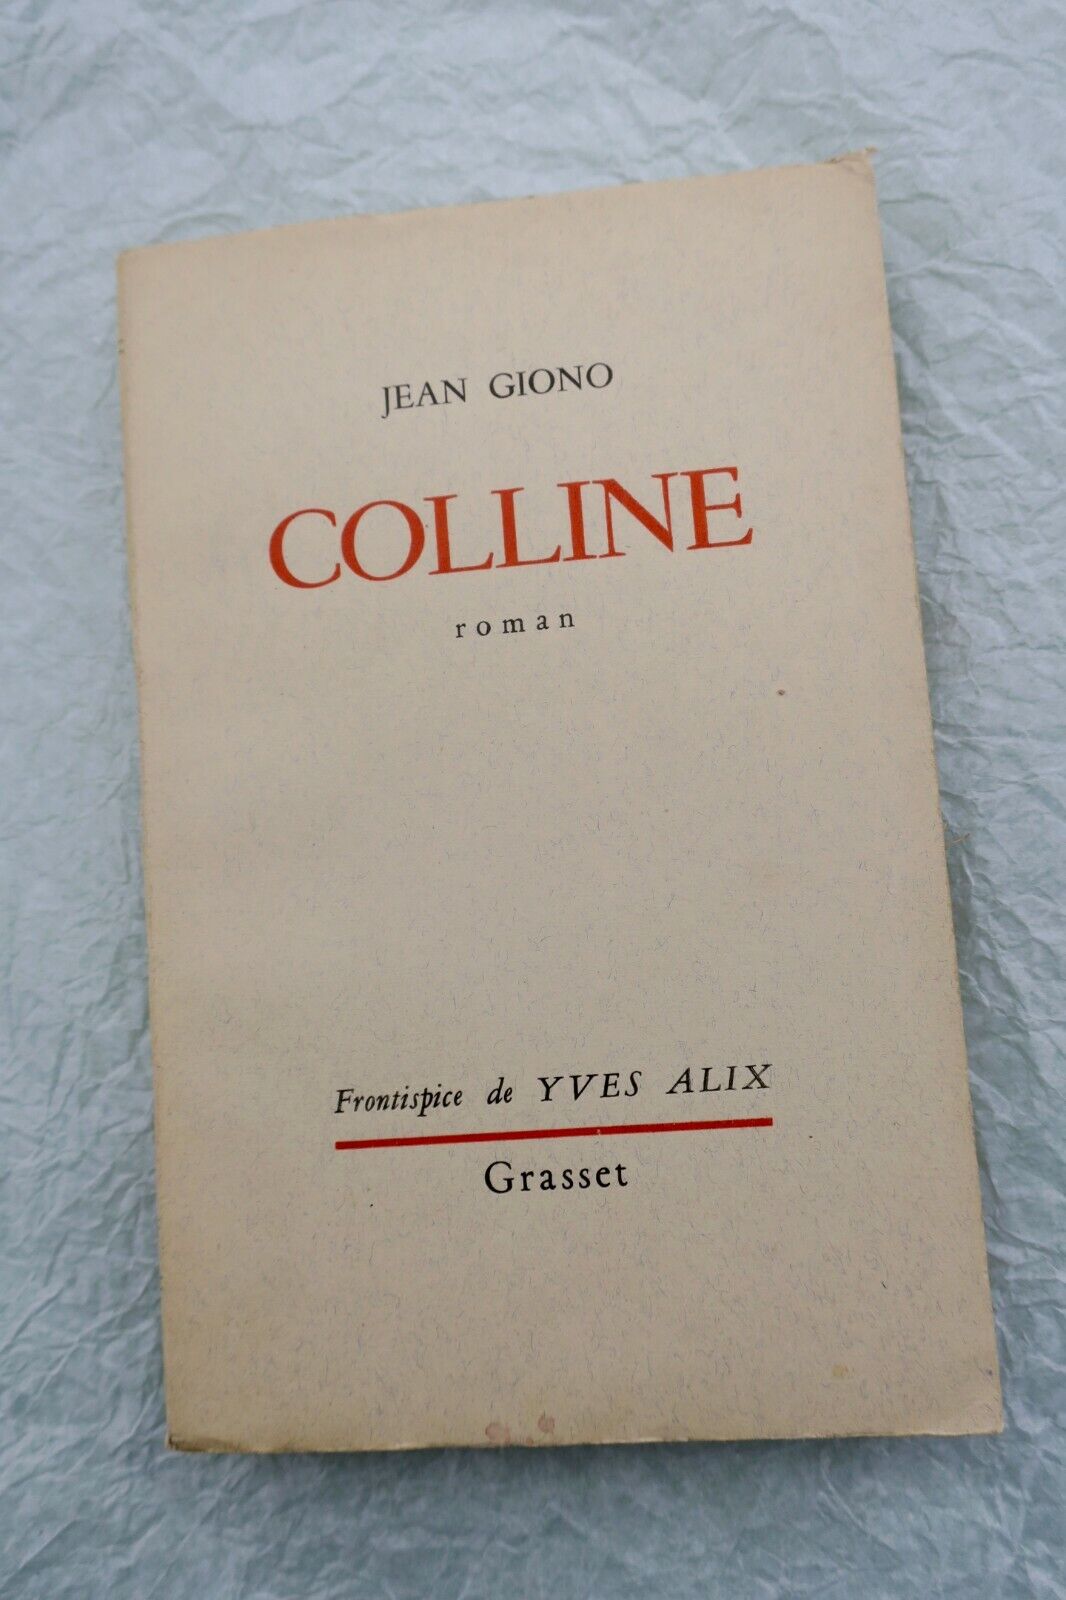 JEAN GIONO
COLLINE
roman
Frontispice de YVES ALIX
Grasset